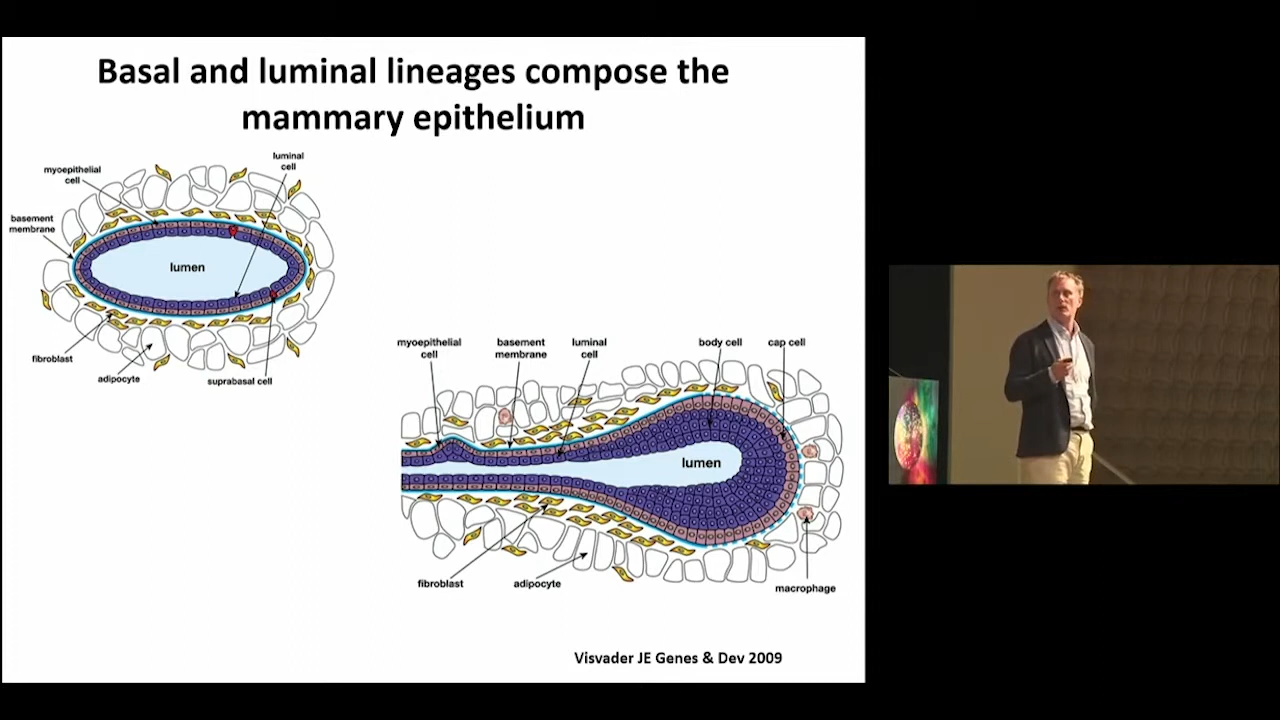 Basal and luminal lineages compose the
mammary epithelium
luminal
cell
myoepithelial
cell
basement
membrane
lumen
fibroblast
adipocyte
suprabasal cell
myoepithelial
cell
basement
membrane
luminal
cell
body cell
cap cell
lumen
fibroblast
adipocyte
macrophage
Visvader JE Genes & Dev 2009